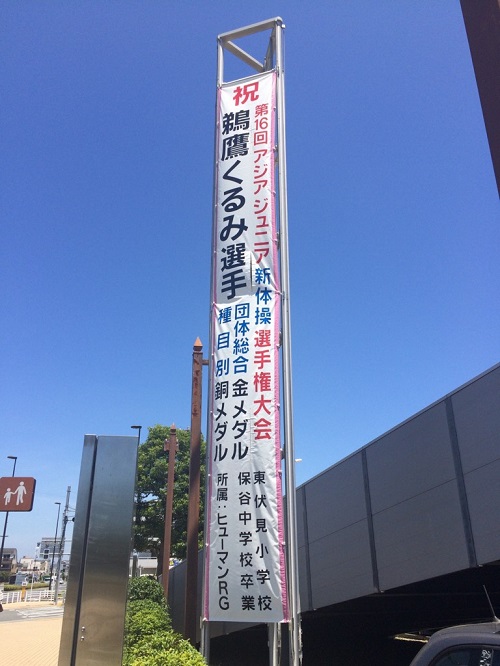 祝
第16回アジアジュニア新体操選手権大会
鵜鷹くるみ選手
団体総合金メダル
種目別銅メダル
東伏見小学校
保谷中学校卒業
所属：ヒューマンRG